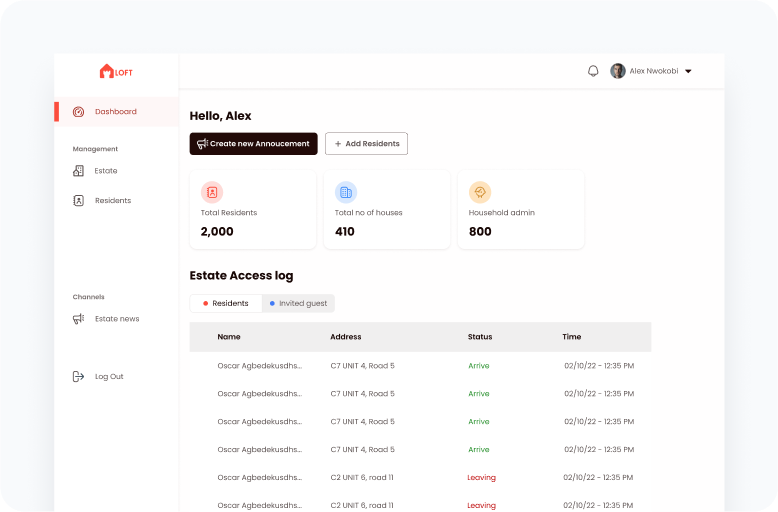 LOFT
Alex Nwokobi
Dashboard
Management
Estate
Residents
Channels
Estate news
Log Out
Hello, Alex
Create new Annoucement
+ Add Residents
Total Residents
2,000
Total no of houses
410
Household admin
800
Estate Access log
Residents
Invited guest
Name Address Status Time
Oscar Agbedekusdhs... C7 UNIT 4, Road 5 Arrive 02/10/22 - 12:35 PM
Oscar Agbedekusdhs... C7 UNIT 4, Road 5 Arrive 02/10/22 - 12:35 PM
Oscar Agbedekusdhs... C7 UNIT 4, Road 5 Arrive 02/10/22 - 12:35 PM
Oscar Agbedekusdhs... C7 UNIT 4, Road 5 Arrive 02/10/22 - 12:35 PM
Oscar Agbedekusdhs... C2 UNIT 6, road 11 Leaving 02/10/22 - 12:35 PM
Oscar Agbedekusdhs... C2 UNIT 6, road 11 Leaving 02/10/22 - 12:35 PM